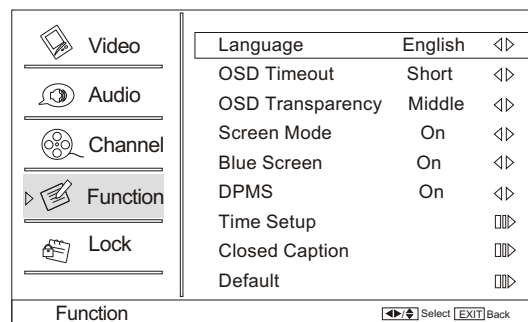 Video
Audio
Channel
Function
Lock
Language English
OSD Timeout Short
OSD Transparency Middle
Screen Mode On
Blue Screen On
DPMS On
Time Setup
Closed Caption
Default
Function Select EXIT Back